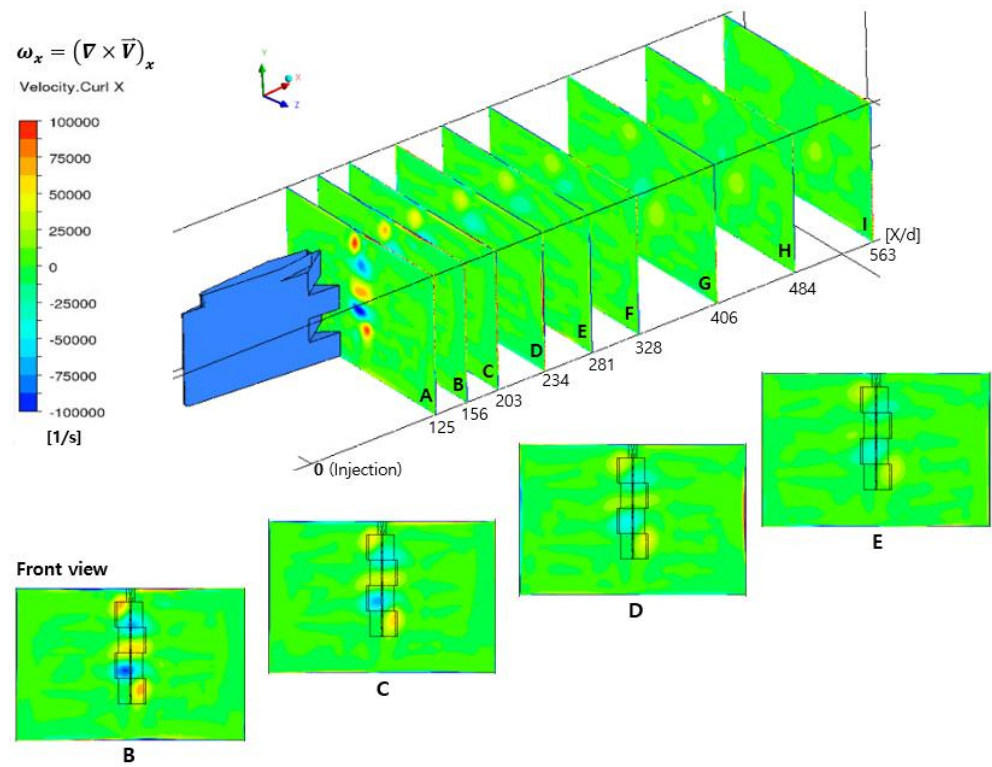 ωₓ = (∇ × V⃗)ₓ
Velocity.Curl X
100000
75000
50000
25000
0
-25000
-50000
-75000
-100000
[1/s]
Y
X
Z
A
B
C
D
E
F
G
H
I
125
156
203
234
281
328
406
484
563
[X/d]
0 (Injection)
E
D
C
Front view
B